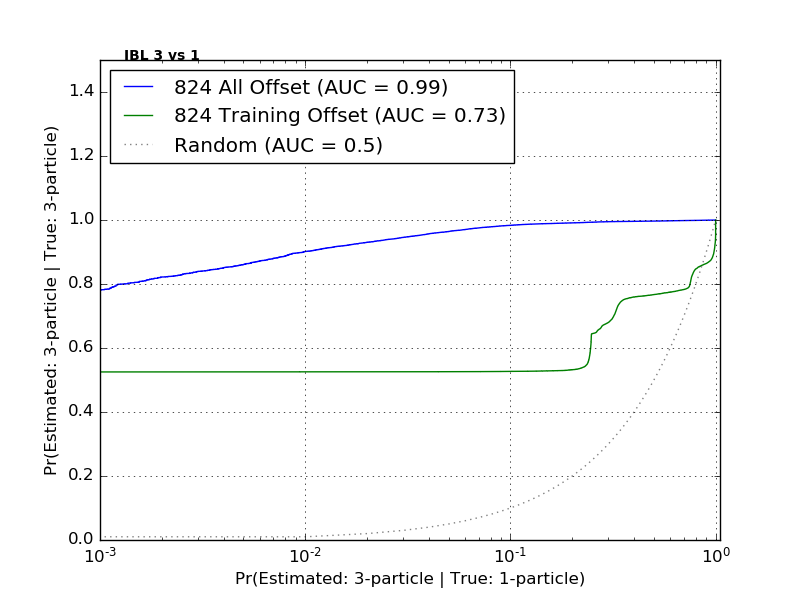 IBL 3 vs 1
824 All Offset (AUC = 0.99)
824 Training Offset (AUC = 0.73)
Random (AUC = 0.5)
1.4
1.2
1.0
0.8
0.6
0.4
0.2
0.0
Pr(Estimated: 3-particle | True: 3-particle)
10^-3
10^-2
10^-1
10^0
Pr(Estimated: 3-particle | True: 1-particle)